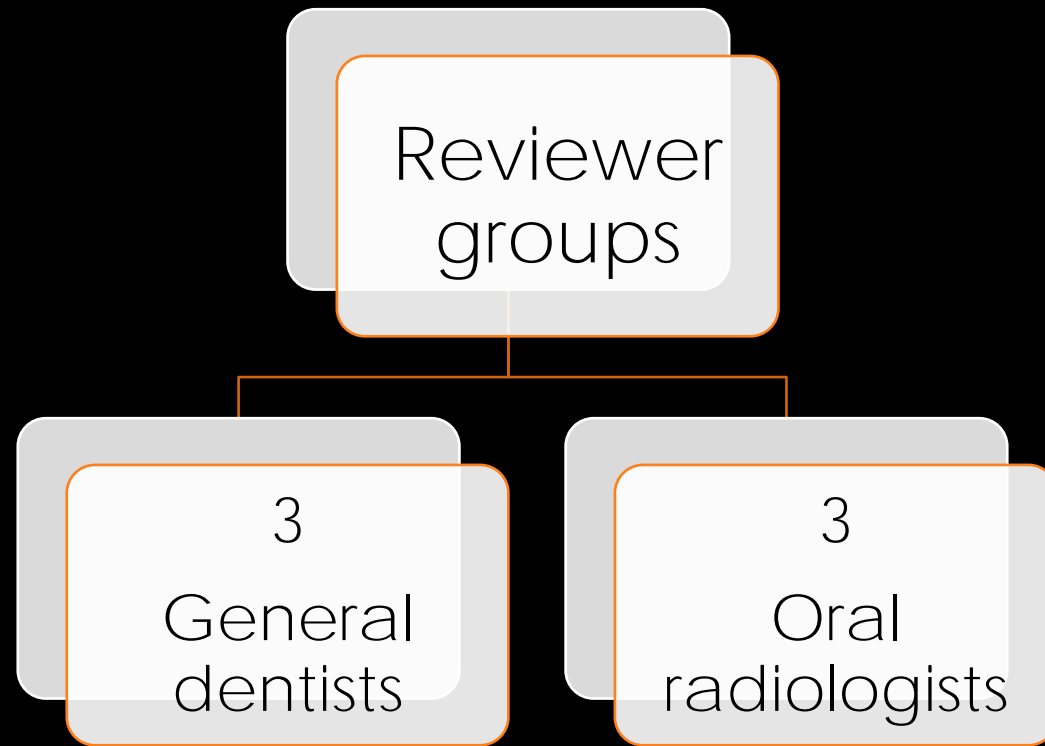 Reviewer
groups
3
General
dentists
3
Oral
radiologists